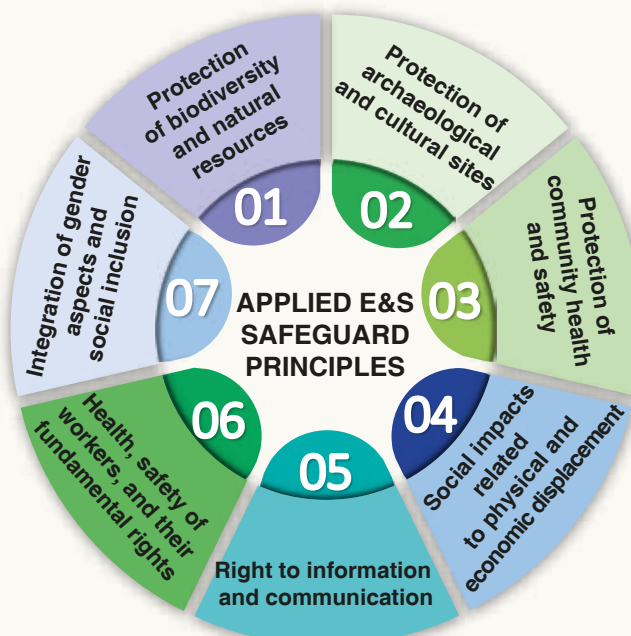 APPLIED E&S
SAFEGUARD
PRINCIPLES
01
Protection
of biodiversity
and natural
resources
02
Protection of
archaeological
and cultural sites
03
Protection of
community health
and safety
04
Social impacts
related
to physical and
economic displacement
05
Right to information
and communication
06
Health, safety of
workers, and their
fundamental rights
07
Integration of gender
aspects and
social inclusion